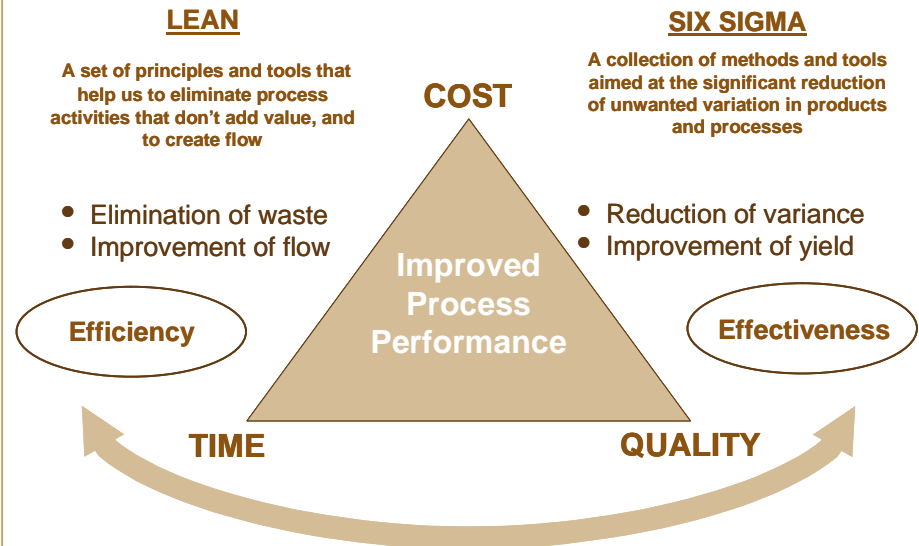 LEAN
A set of principles and tools that
help us to eliminate process
activities that don't add value, and
to create flow
• Elimination of waste
• Improvement of flow
Efficiency
COST
Improved
Process
Performance
TIME
QUALITY
SIX SIGMA
A collection of methods and tools
aimed at the significant reduction
of unwanted variation in products
and processes
• Reduction of variance
• Improvement of yield
Effectiveness